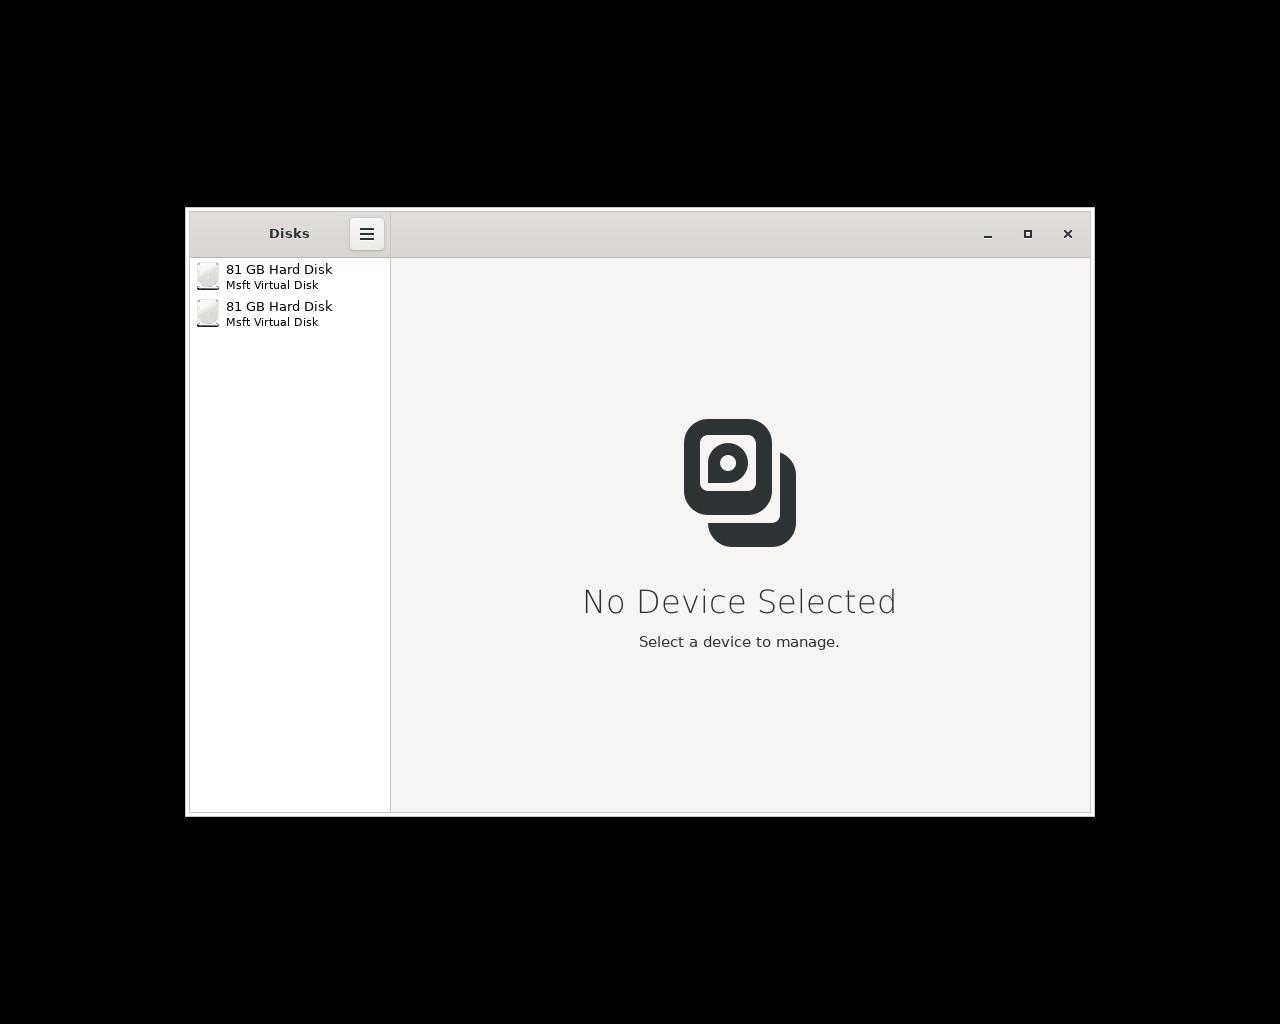 Disks
81 GB Hard Disk
Msft Virtual Disk
81 GB Hard Disk
Msft Virtual Disk
No Device Selected
Select a device to manage.